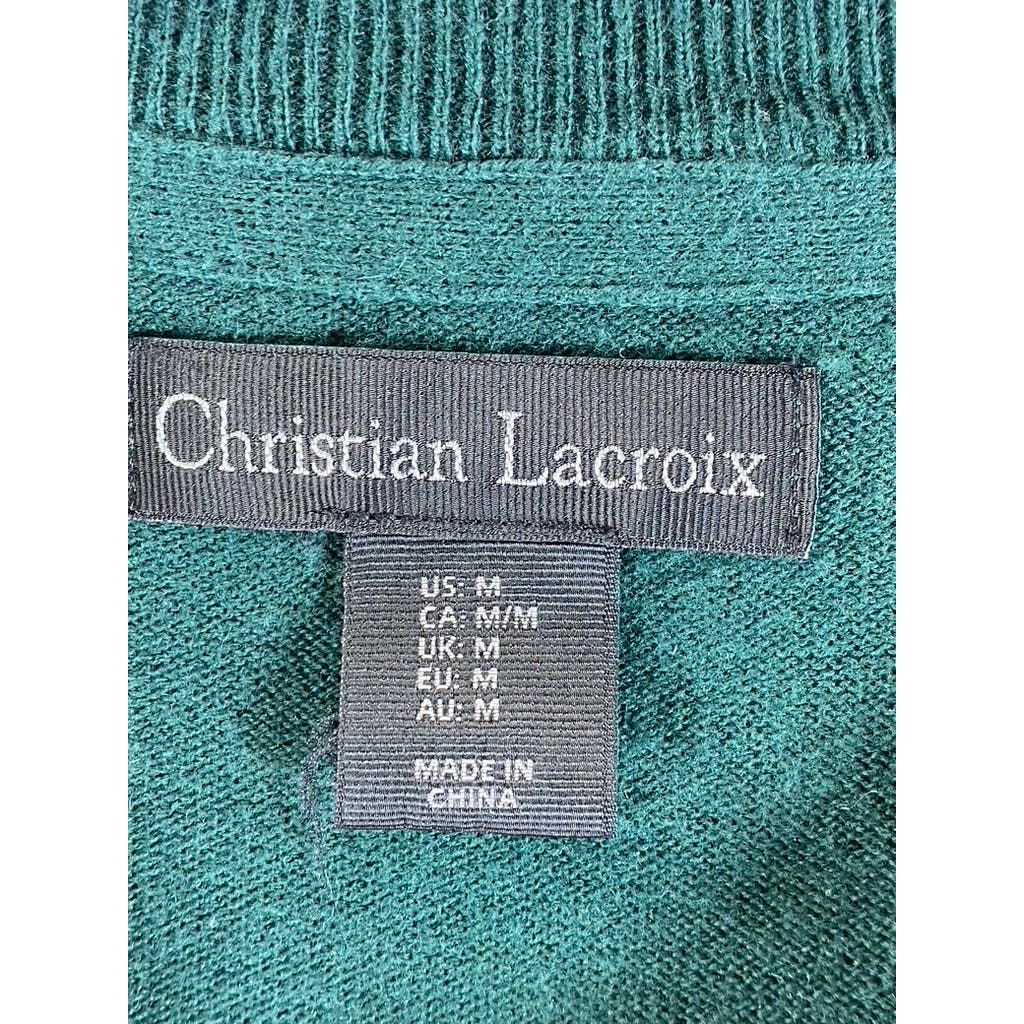 Christian Lacroix
US: M
CA: M/M
UK: M
EU: M
AU: M
MADE IN
CHINA